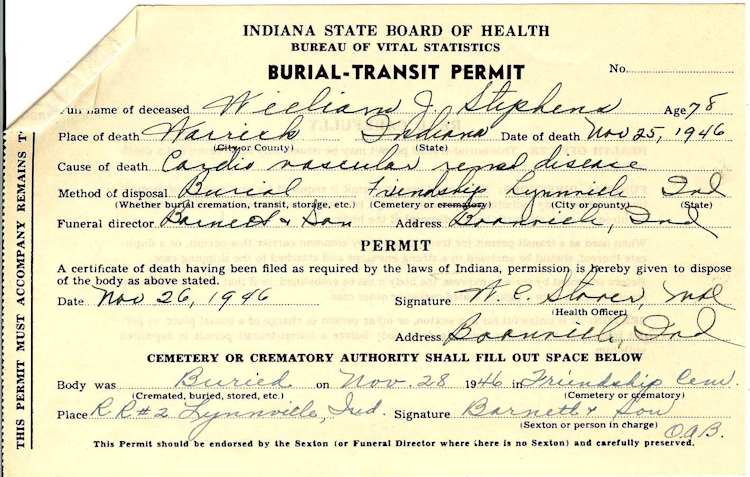 INDIANA STATE BOARD OF HEALTH
BUREAU OF VITAL STATISTICS
BURIAL-TRANSIT PERMIT
No.
Full name of deceased William J. Stephens Age 78
Place of death Warrick Indiana Date of death Nov 25, 1946
(City or County) (State)
Cause of death Cardio vascular renal disease
Method of disposal Burial Friendship Lynnville Ind
(Whether burial cremation, transit, storage, etc.) (Cemetery or crematory) (City or county) (State)
Funeral director Barnett & Son Address Boonville, Ind
PERMIT
A certificate of death having been filed as required by the laws of Indiana, permission is hereby given to dispose
of the body as above stated.
Date Nov 26, 1946 Signature W. C. Stover, MD
(Health Officer)
Address Boonville, Ind
CEMETERY OR CREMATORY AUTHORITY SHALL FILL OUT SPACE BELOW
Body was Buried on Nov. 28 1946 in Friendship Cem.
(Cremated, buried, stored, etc.) (Cemetery or crematory)
Place R.R.#2 Lynnville, Ind. Signature Barnett & Son
(Sexton or person in charge)
O.A.B.
This Permit should be endorsed by the Sexton (or Funeral Director where there is no Sexton) and carefully preserved.
THIS PERMIT MUST ACCOMPANY REMAINS